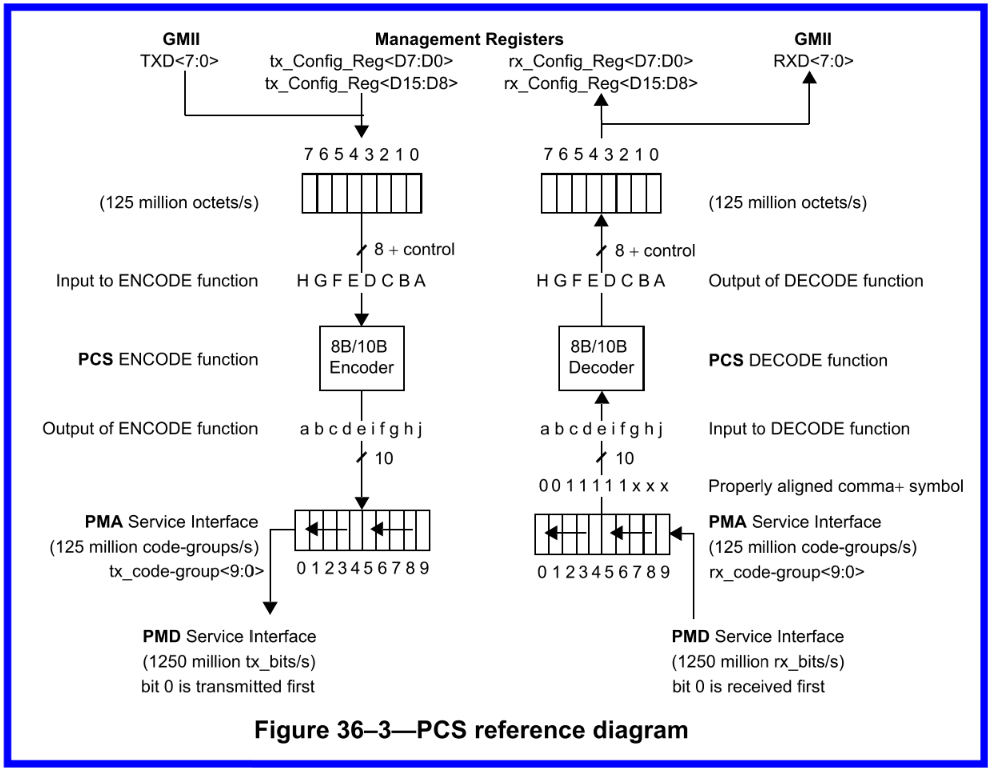 GMII Management Registers GMII
TXD<7:0> tx_Config_Reg<D7:D0> rx_Config_Reg<D7:D0> RXD<7:0>
tx_Config_Reg<D15:D8> rx_Config_Reg<D15:D8>
7 6 5 4 3 2 1 0 7 6 5 4 3 2 1 0
(125 million octets/s) (125 million octets/s)
8 + control 8 + control
Input to ENCODE function H G F E D C B A H G F E D C B A Output of DECODE function
8B/10B 8B/10B
PCS ENCODE function Encoder Decoder PCS DECODE function
Output of ENCODE function a b c d e i f g h j a b c d e i f g h j Input to DECODE function
10 10
0 0 1 1 1 1 1 x x x Properly aligned comma+ symbol
PMA Service Interface PMA Service Interface
(125 million code-groups/s) (125 million code-groups/s)
tx_code-group<9:0> 0 1 2 3 4 5 6 7 8 9 0 1 2 3 4 5 6 7 8 9 rx_code-group<9:0>
PMD Service Interface PMD Service Interface
(1250 million tx_bits/s) (1250 million rx_bits/s)
bit 0 is transmitted first bit 0 is received first
Figure 36–3—PCS reference diagram